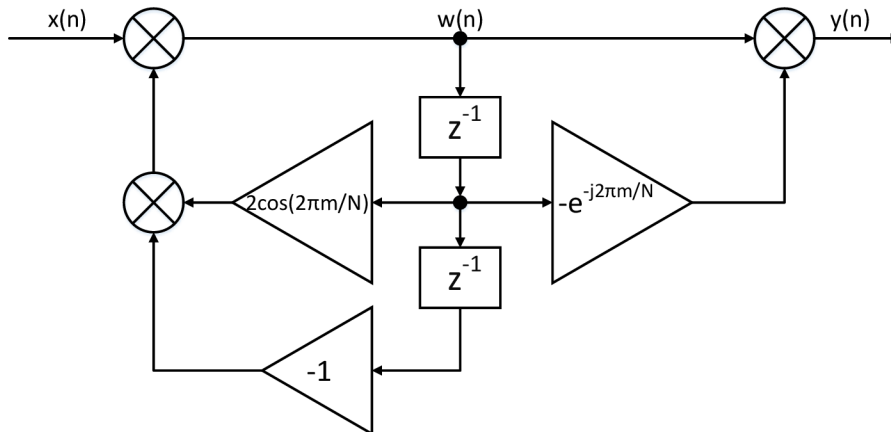 x(n)
w(n)
y(n)
z⁻¹
2cos(2πm/N)
-e⁻ʲ²πᵐ/ᴺ
z⁻¹
-1